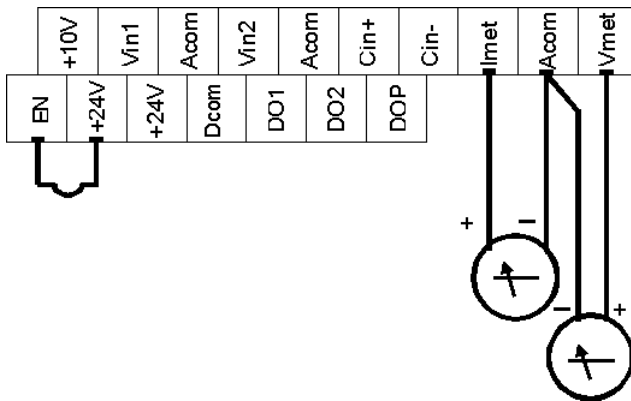 +10V Vin1 Acom Vin2 Acom Cin+ Cin- Imet Acom Vmet
EN +24V +24V Dcom DO1 DO2 DOP
+ −
− +